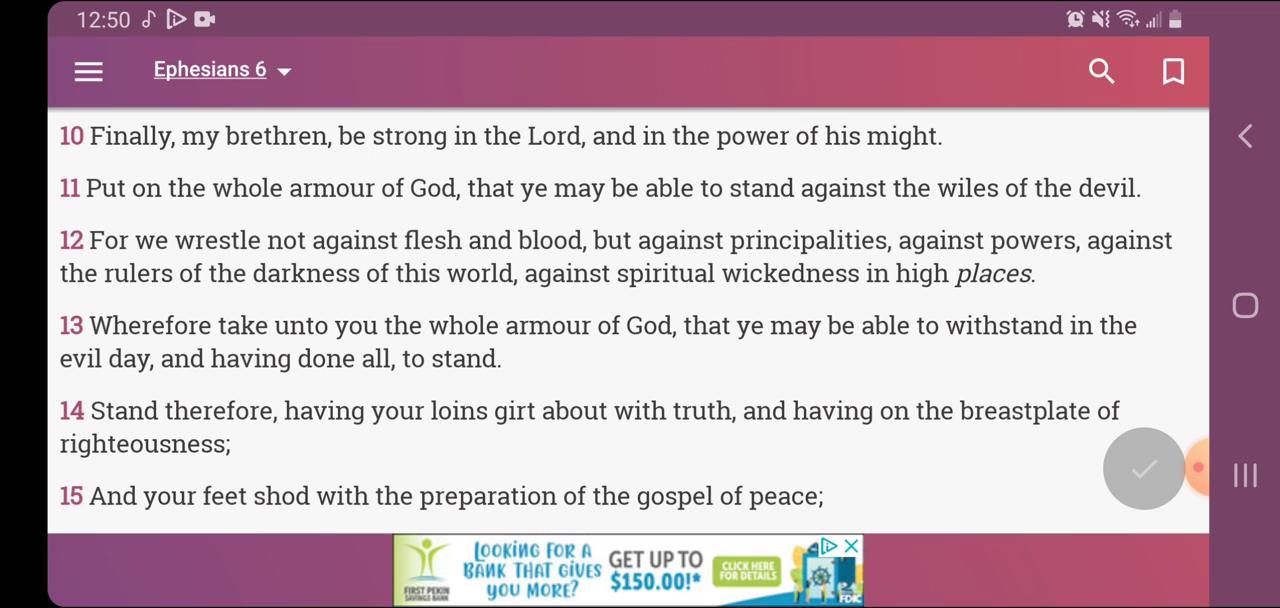 12:50
Ephesians 6
10 Finally, my brethren, be strong in the Lord, and in the power of his might.
11 Put on the whole armour of God, that ye may be able to stand against the wiles of the devil.
12 For we wrestle not against flesh and blood, but against principalities, against powers, against
the rulers of the darkness of this world, against spiritual wickedness in high places.
13 Wherefore take unto you the whole armour of God, that ye may be able to withstand in the
evil day, and having done all, to stand.
14 Stand therefore, having your loins girt about with truth, and having on the breastplate of
righteousness;
15 And your feet shod with the preparation of the gospel of peace;
FIRST PEKIN
SAVINGS BANK
LOOKING FOR A
BANK THAT GIVES
YOU MORE?
GET UP TO
$150.00!*
CLICK HERE
FOR DETAILS
FDIC